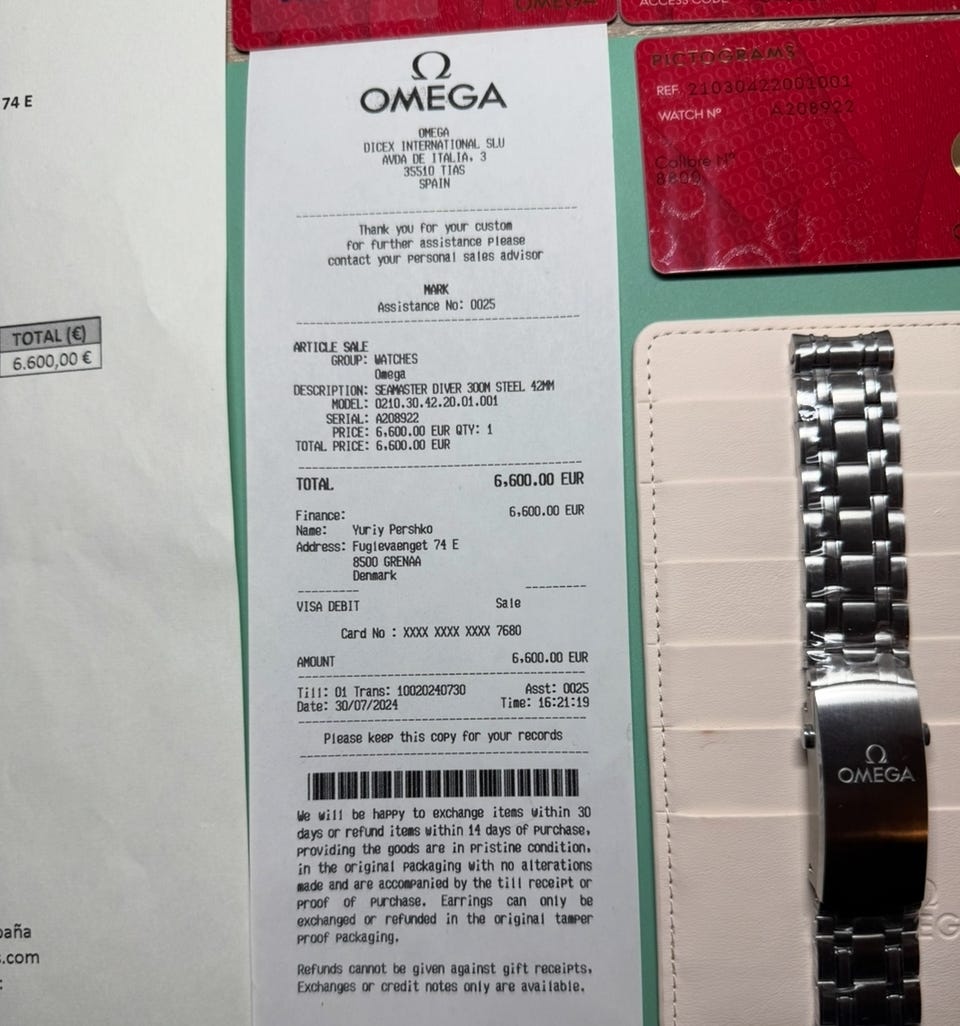 74 E
TOTAL (€)
6.600,00 €
paña
s.com
:
OMEGA
ACCESS CODE
Ω
OMEGA
OMEGA
DICEX INTERNATIONAL SLU
AVDA DE ITALIA, 3
35510 TIAS
SPAIN
Thank you for your custom
for further assistance please
contact your personal sales advisor
MARK
Assistance No: 0025
ARTICLE SALE
GROUP: WATCHES
Omega
DESCRIPTION: SEAMASTER DIVER 300M STEEL 42MM
MODEL: O210.30.42.20.01.001
SERIAL: A208922
PRICE: 6,600.00 EUR QTY: 1
TOTAL PRICE: 6,600.00 EUR
TOTAL 6,600.00 EUR
Finance: 6,600.00 EUR
Name: Yuriy Pershko
Address: Fuglevaenget 74 E
8500 GRENAA
Denmark
VISA DEBIT Sale
Card No : XXXX XXXX XXXX 7680
AMOUNT 6,600.00 EUR
Till: 01 Trans: 10020240730 Asst: 0025
Date: 30/07/2024 Time: 16:21:19
Please keep this copy for your records
We will be happy to exchange items within 30
days or refund items within 14 days of purchase,
providing the goods are in pristine condition,
in the original packaging with no alterations
made and are accompanied by the till receipt or
proof of purchase. Earrings can only be
exchanged or refunded in the original tamper
proof packaging.
Refunds cannot be given against gift receipts,
Exchanges or credit notes only are available.
PICTOGRAMS
REF. 21030422001001
WATCH Nº A208922
Calibre Nº
8800
Ω
OMEGA